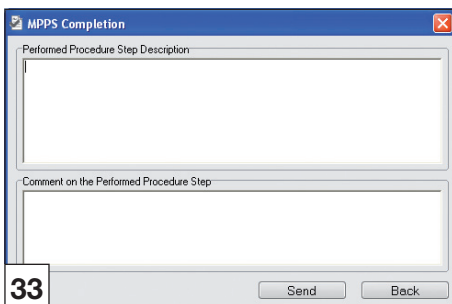 MPPS Completion
Performed Procedure Step Description
Comment on the Performed Procedure Step
33
Send
Back